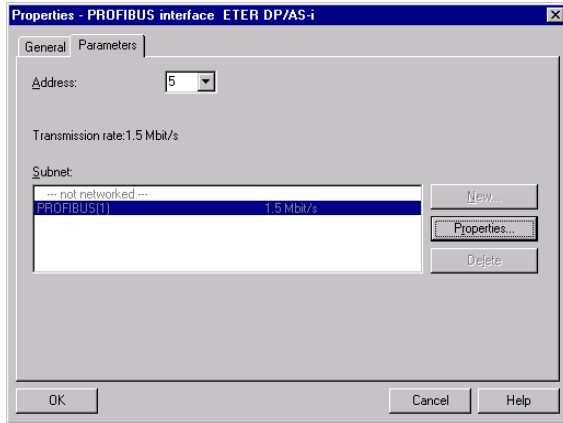 Properties - PROFIBUS interface  ETER DP/AS-i
General
Parameters
Address:
5
Transmission rate:1.5 Mbit/s
Subnet:
--- not networked ---
PROFIBUS(1) 1.5 Mbit/s
New...
Properties...
Delete
OK
Cancel
Help